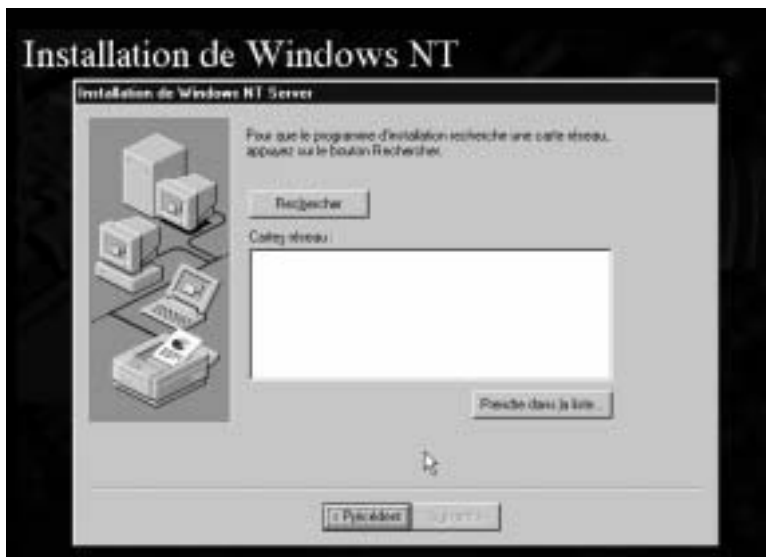 Installation de Windows NT
Installation de Windows NT Server
Pour que le programme d'installation recherche une carte réseau,
appuyez sur le bouton Rechercher.
Rechercher
Cartes réseau :
Prendre dans la liste...
< Précédent
Suivant >